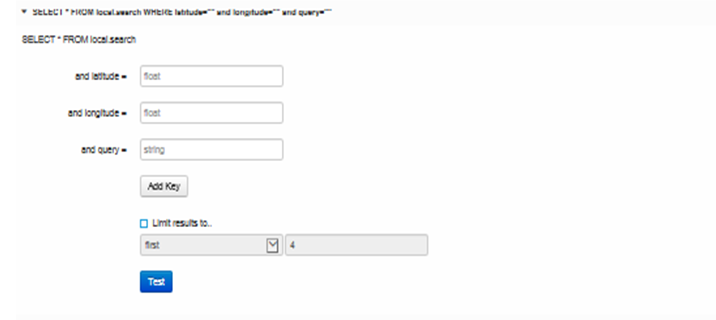 ▼ SELECT * FROM local.search WHERE latitude="" and longitude="" and query=""
SELECT * FROM local.search
and latitude = float
and longitude = float
and query = string
Add Key
Limit results to..
first 4
Test